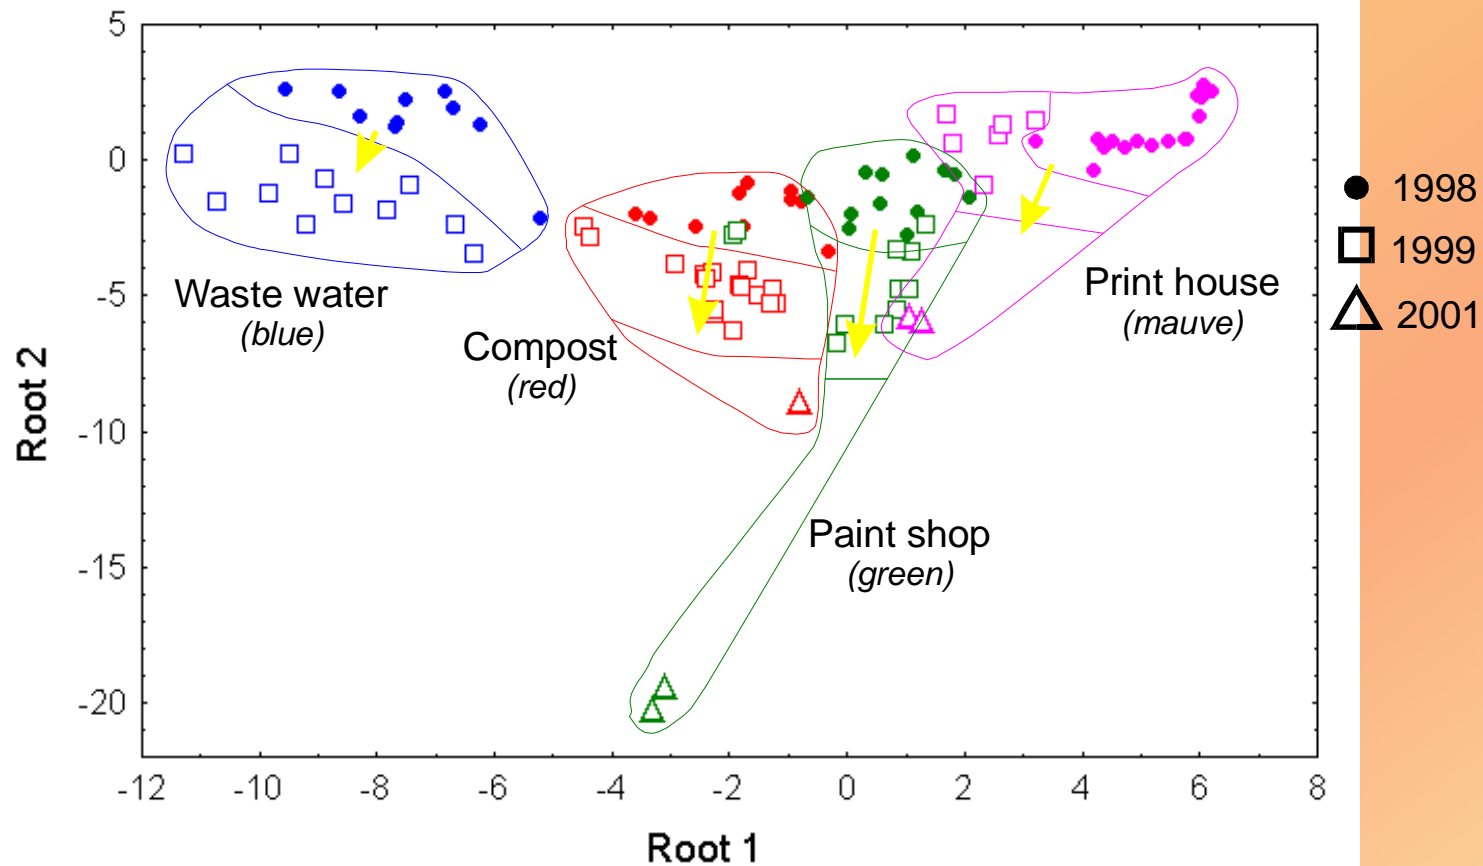 5
0
-5
-10
-15
-20
Root 2
-12
-10
-8
-6
-4
-2
0
2
4
6
8
Root 1
Waste water
(blue)
Compost
(red)
Paint shop
(green)
Print house
(mauve)
1998
1999
2001